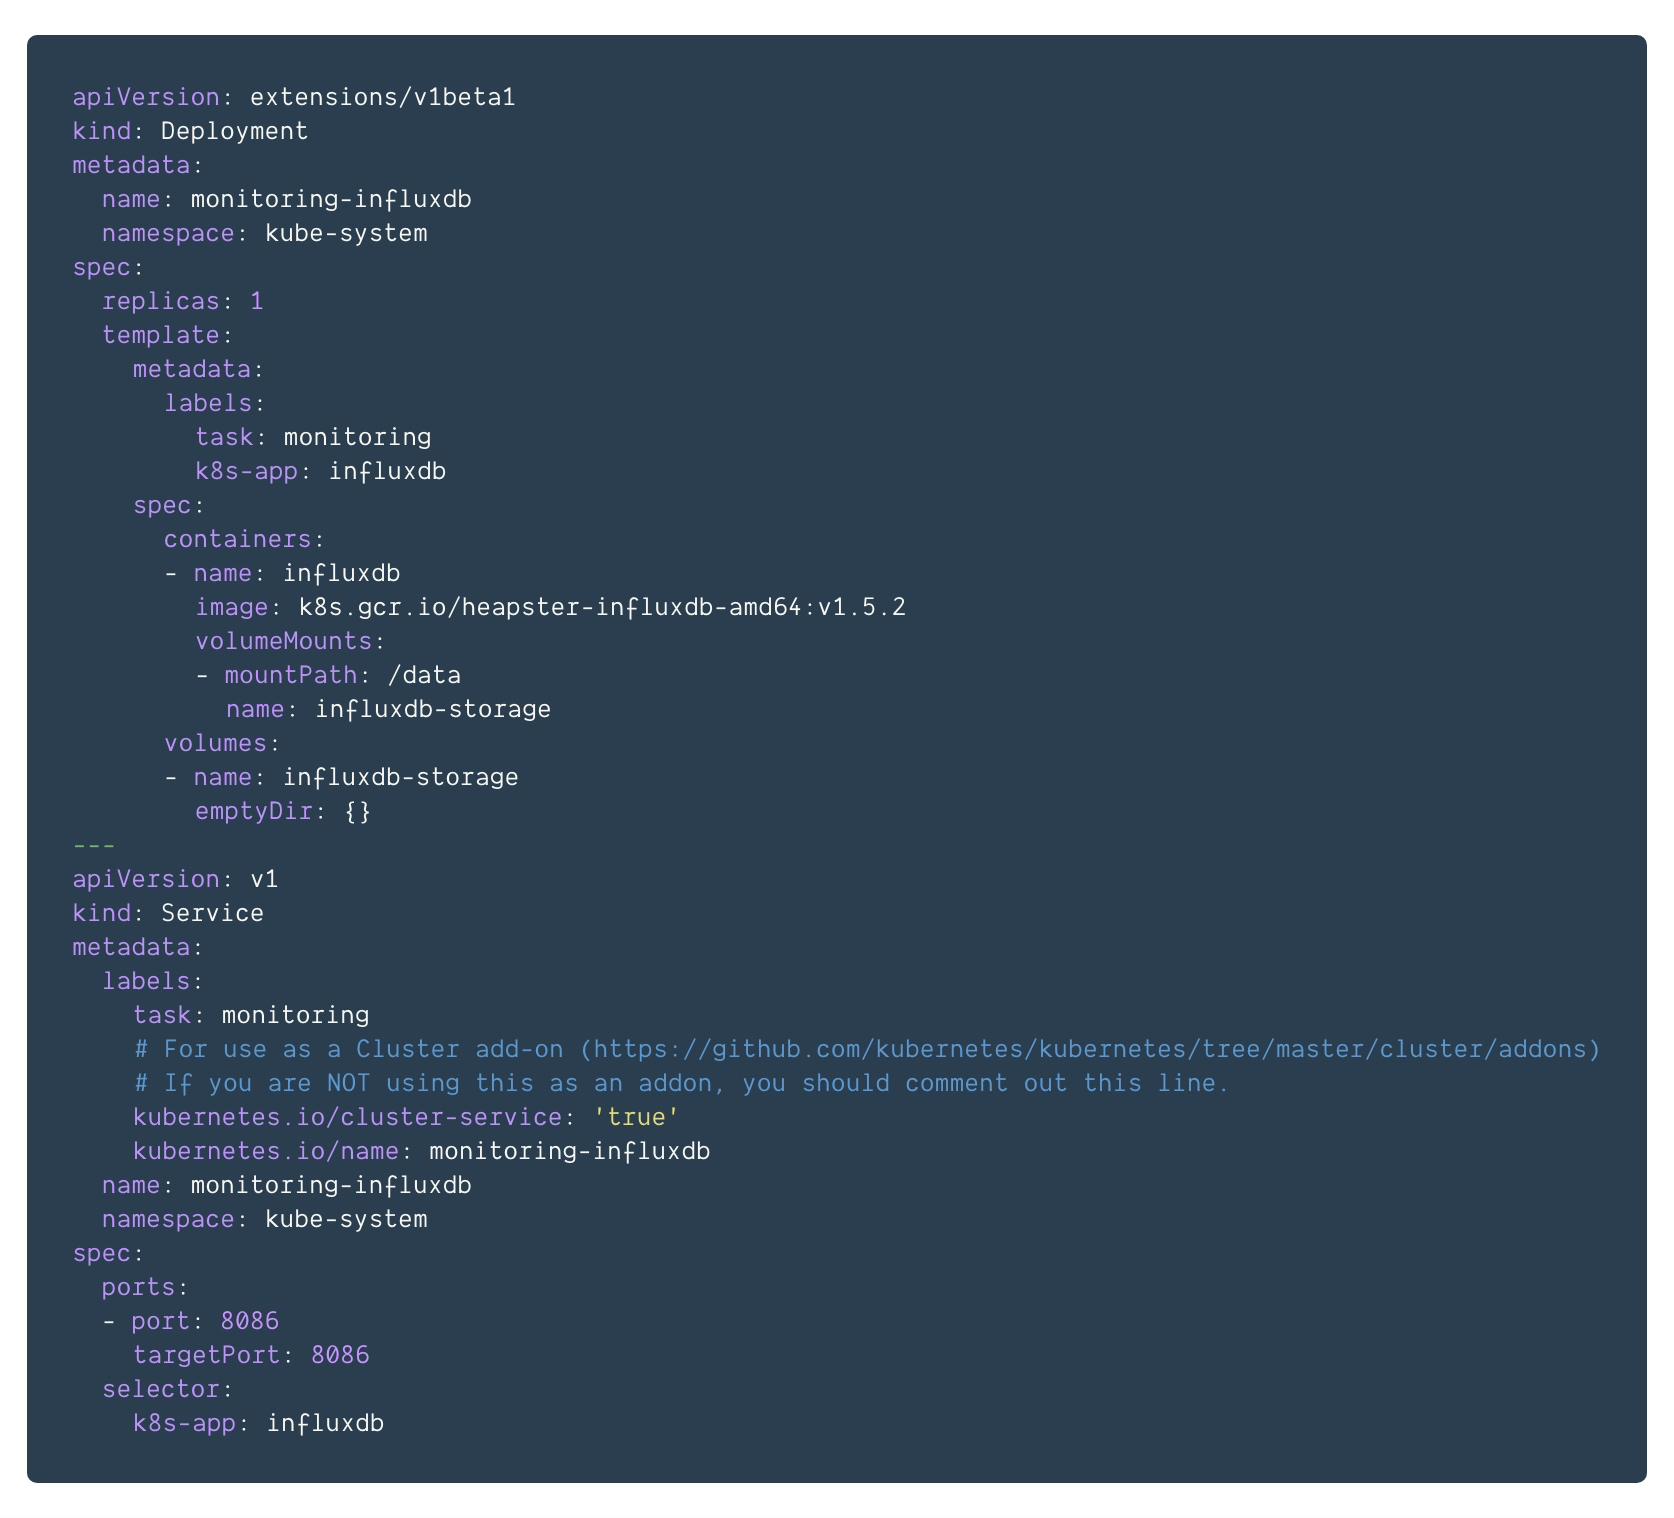 apiVersion: extensions/v1beta1
kind: Deployment
metadata:
  name: monitoring-influxdb
  namespace: kube-system
spec:
  replicas: 1
  template:
    metadata:
      labels:
        task: monitoring
        k8s-app: influxdb
    spec:
      containers:
      - name: influxdb
        image: k8s.gcr.io/heapster-influxdb-amd64:v1.5.2
        volumeMounts:
        - mountPath: /data
          name: influxdb-storage
      volumes:
      - name: influxdb-storage
        emptyDir: {}
---
apiVersion: v1
kind: Service
metadata:
  labels:
    task: monitoring
    # For use as a Cluster add-on (https://github.com/kubernetes/kubernetes/tree/master/cluster/addons)
    # If you are NOT using this as an addon, you should comment out this line.
    kubernetes.io/cluster-service: 'true'
    kubernetes.io/name: monitoring-influxdb
  name: monitoring-influxdb
  namespace: kube-system
spec:
  ports:
  - port: 8086
    targetPort: 8086
  selector:
    k8s-app: influxdb